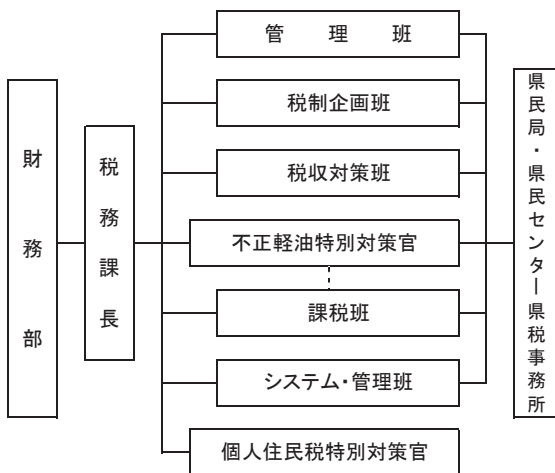 財務部
税務課長
管理班
税制企画班
税収対策班
不正軽油特別対策官
課税班
システム・管理班
個人住民税特別対策官
県民局・県民センター県税事務所